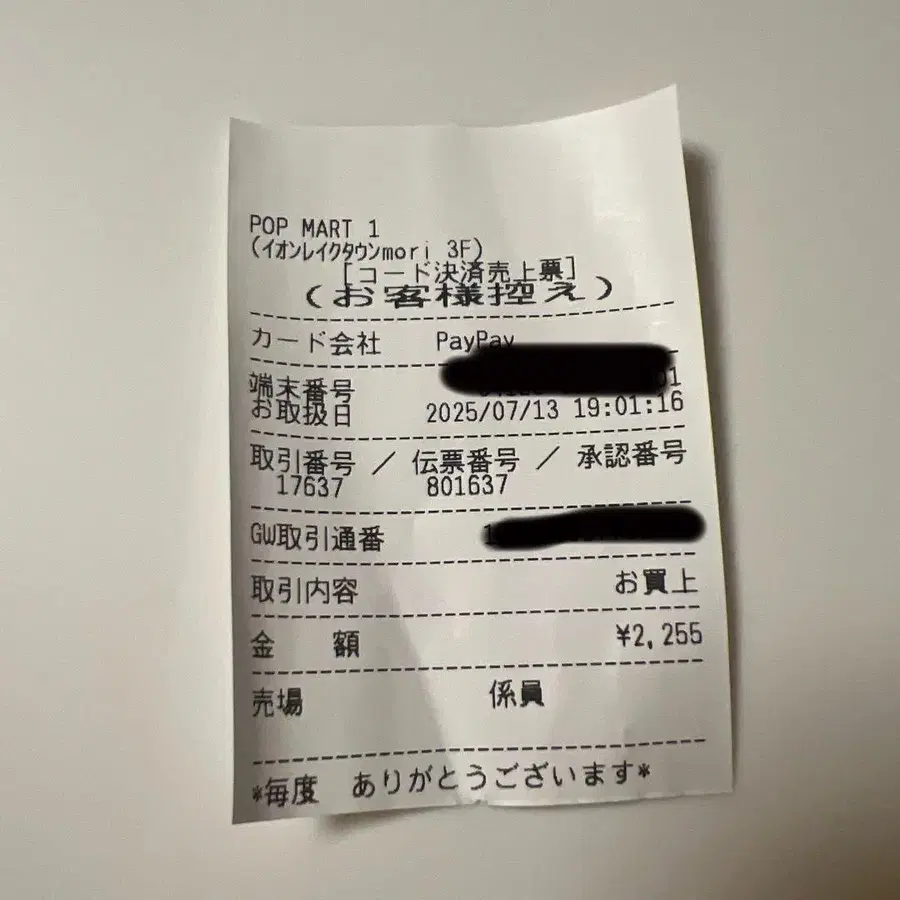 POP MART 1
(イオンレイクタウンmori 3F)
[コード決済売上票]
(お客様控え)
カード会社 PayPay
端末番号 01
お取扱日 2025/07/13 19:01:16
取引番号 / 伝票番号 / 承認番号
17637 801637
GW取引通番 1
取引内容 お買上
金 額 ¥2,255
売場 係員
*毎度 ありがとうございます*